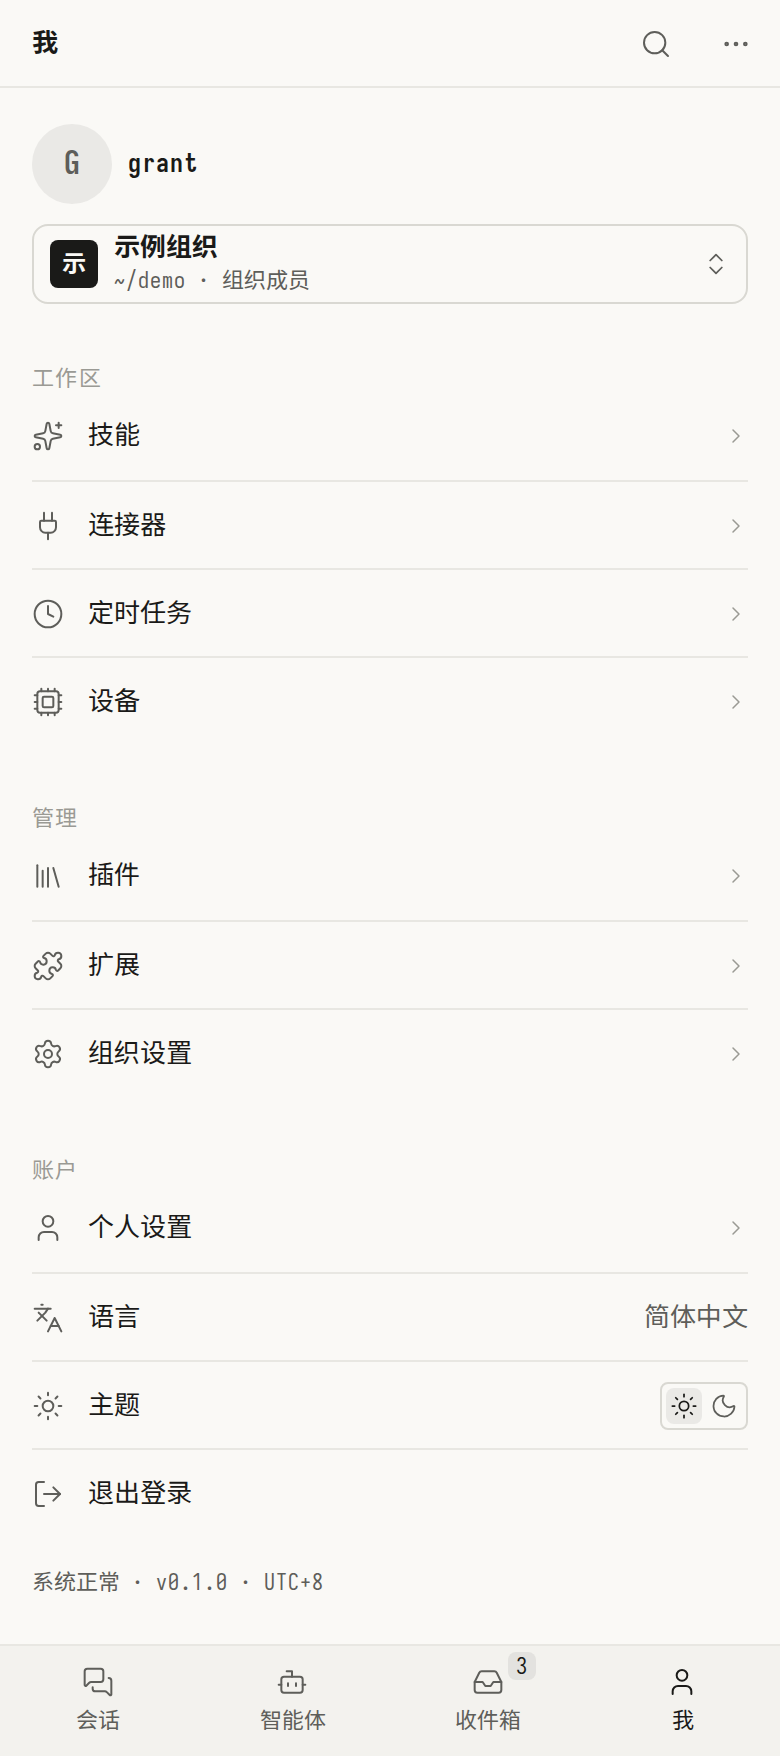 我
G
grant
示
示例组织
~/demo · 组织成员
工作区
技能
连接器
定时任务
设备
管理
插件
扩展
组织设置
账户
个人设置
语言 简体中文
主题
退出登录
系统正常 · v0.1.0 · UTC+8
3
会话 智能体 收件箱 我